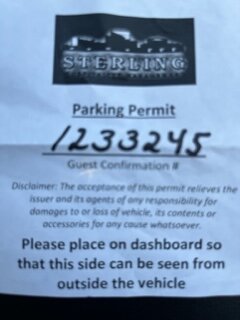 STERLING
Parking Permit
1233245
Guest Confirmation #
Disclaimer: The acceptance of this permit relieves the
issuer and its agents of any responsibility for
damages to or loss of vehicle, its contents or
accessories for any cause whatsoever.
Please place on dashboard so
that this side can be seen from
outside the vehicle